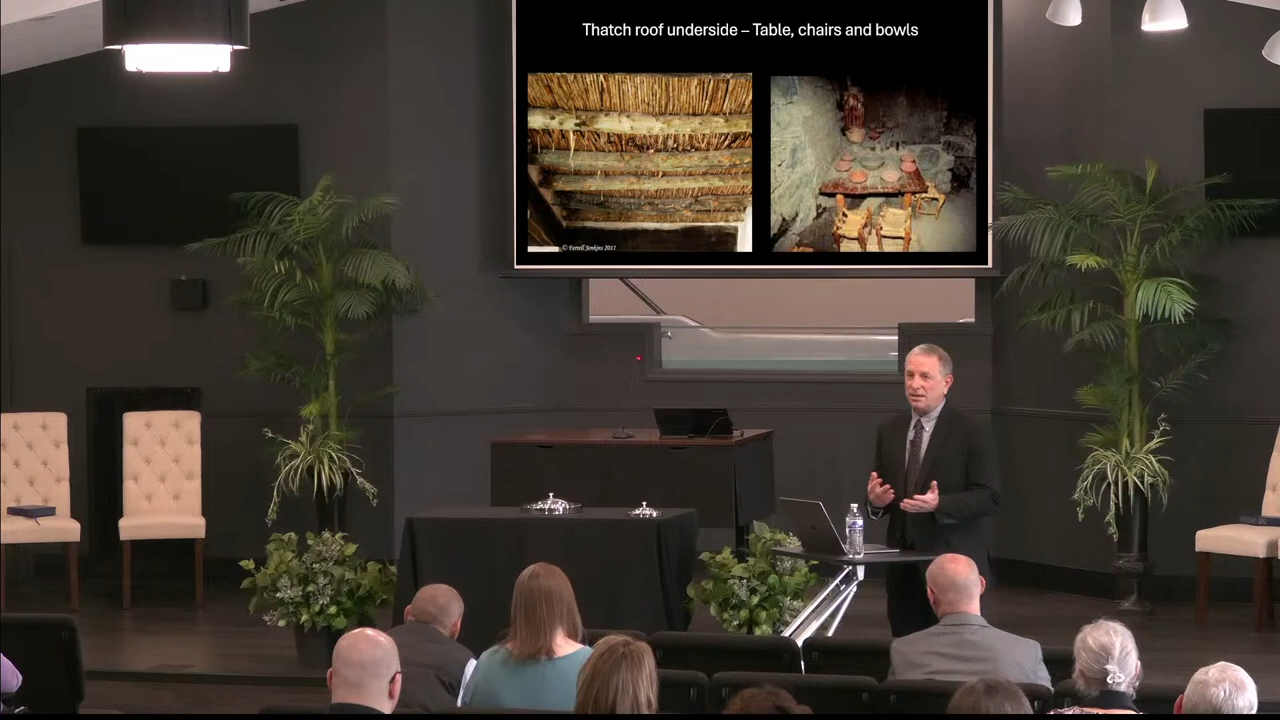 Thatch roof underside – Table, chairs and bowls
© Ferrell Jenkins 2011